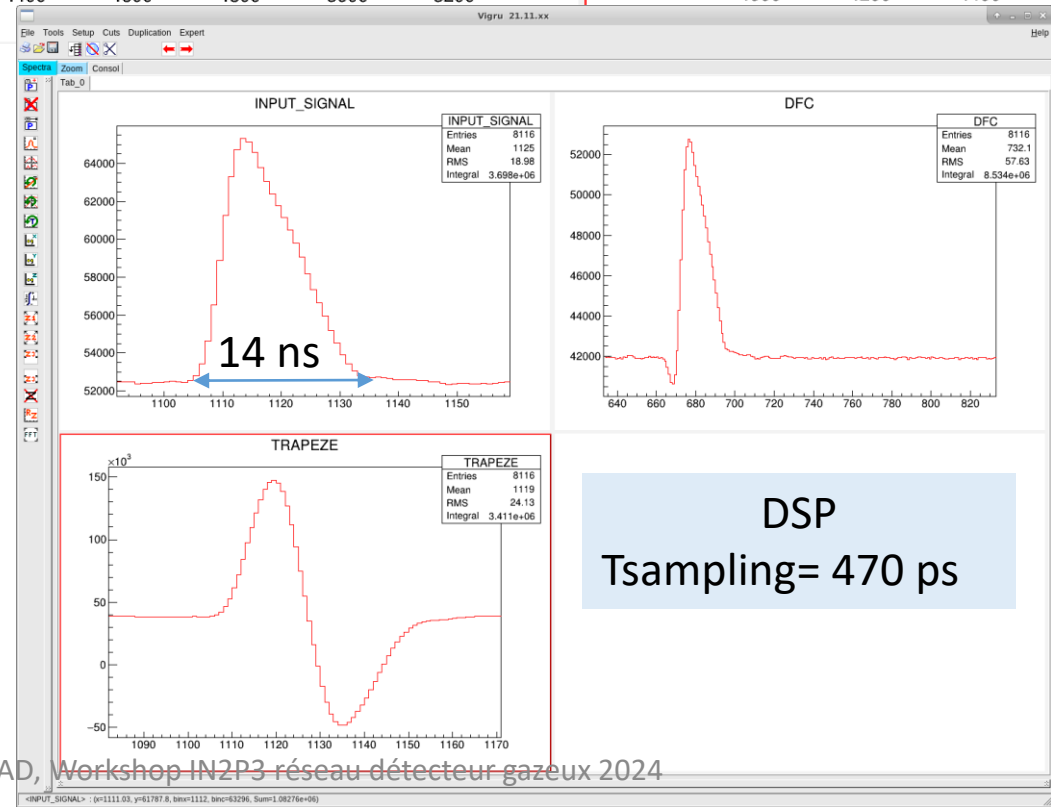 Vigru 21.11.xx
File Tools Setup Cuts Duplication Expert Help
Spectra Zoom Consol
Tab_0
INPUT_SIGNAL
INPUT_SIGNAL
Entries 8116
Mean 1125
RMS 18.98
Integral 3.698e+06
64000
62000
60000
58000
56000
54000
52000
14 ns
1100 1110 1120 1130 1140 1150
DFC
DFC
Entries 8116
Mean 732.1
RMS 57.63
Integral 8.534e+06
52000
50000
48000
46000
44000
42000
640 660 680 700 720 740 760 780 800 820
TRAPEZE
×10³
TRAPEZE
Entries 8116
Mean 1119
RMS 24.13
Integral 3.411e+06
150
100
50
0
−50
1090 1100 1110 1120 1130 1140 1150 1160 1170
DSP
Tsampling= 470 ps
AD, Workshop IN2P3 réseau détecteur gazeux 2024
<INPUT_SIGNAL> : (x=1111.03, y=61787.8, binx=1112, binc=63296, Sum=1.08276e+06)